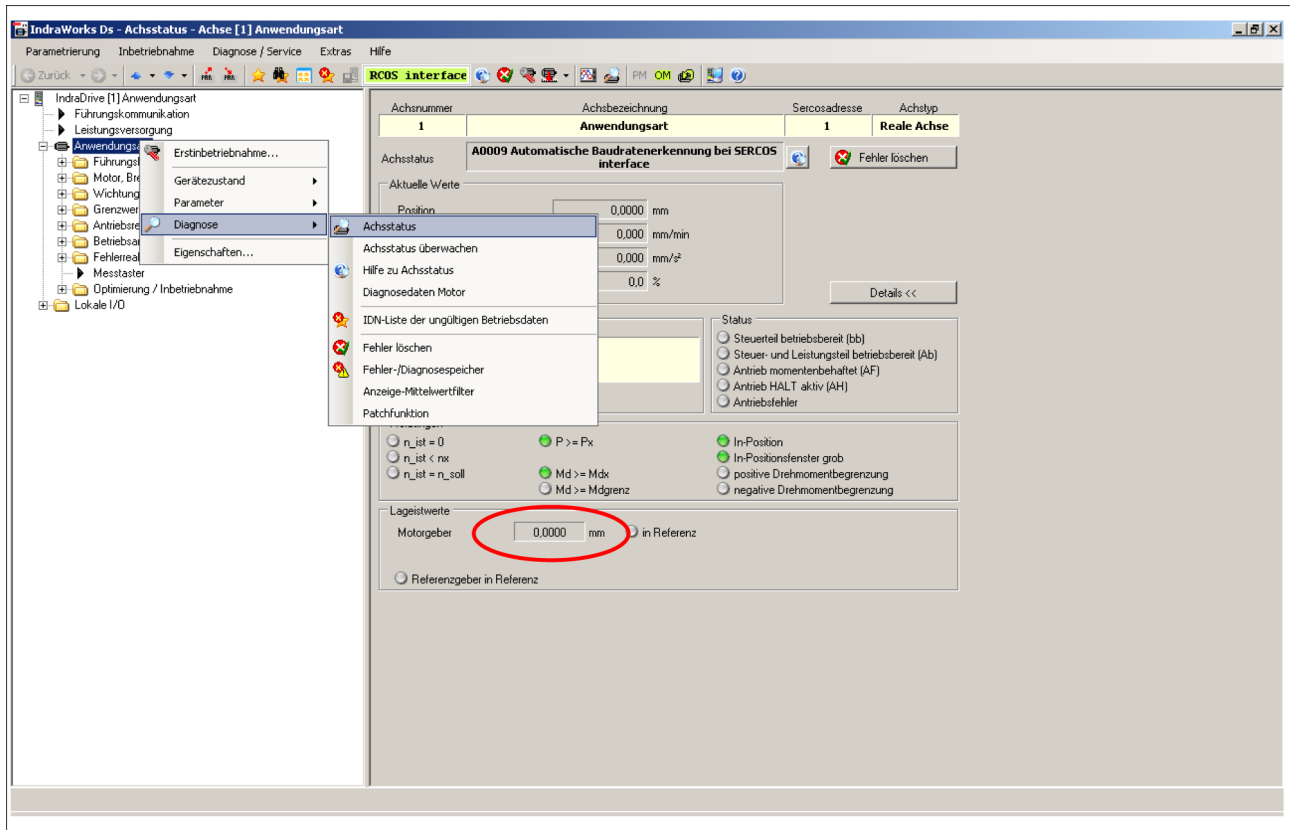 IndraWorks Ds - Achsstatus - Achse [1] Anwendungsart
Parametrierung Inbetriebnahme Diagnose / Service Extras Hilfe
Zurück RCOS interface PM OM
IndraDrive [1] Anwendungsart
Führungskommunikation
Leistungsversorgung
Anwendungsa
Führungs
Motor, Bre
Wichtung
Grenzwer
Antriebsre
Betriebsar
Fehlerreal
Messtaster
Optimierung / Inbetriebnahme
Lokale I/O
Erstinbetriebnahme...
Gerätezustand
Parameter
Diagnose
Eigenschaften...
Achsstatus
Achsstatus überwachen
Hilfe zu Achsstatus
Diagnosedaten Motor
IDN-Liste der ungültigen Betriebsdaten
Fehler löschen
Fehler-/Diagnosespeicher
Anzeige-Mittelwertfilter
Patchfunktion
Achsnummer Achsbezeichnung Sercosadresse Achstyp
1 Anwendungsart 1 Reale Achse
Achsstatus A0009 Automatische Baudratenerkennung bei SERCOS
interface
Fehler löschen
Aktuelle Werte
Position 0,0000 mm
0,000 mm/min
0,000 mm/s²
0,0 %
Details <<
Status
Steuerteil betriebsbereit (bb)
Steuer- und Leistungsteil betriebsbereit (Ab)
Antrieb momentenbehaftet (AF)
Antrieb HALT aktiv (AH)
Antriebsfehler
n_ist = 0 P >= Px In-Position
n_ist < nx In-Positionsfenster grob
n_ist = n_soll Md >= Mdx positive Drehmomentbegrenzung
Md >= Mdgrenz negative Drehmomentbegrenzung
Lageistwerte
Motorgeber 0,0000 mm in Referenz
Referenzgeber in Referenz